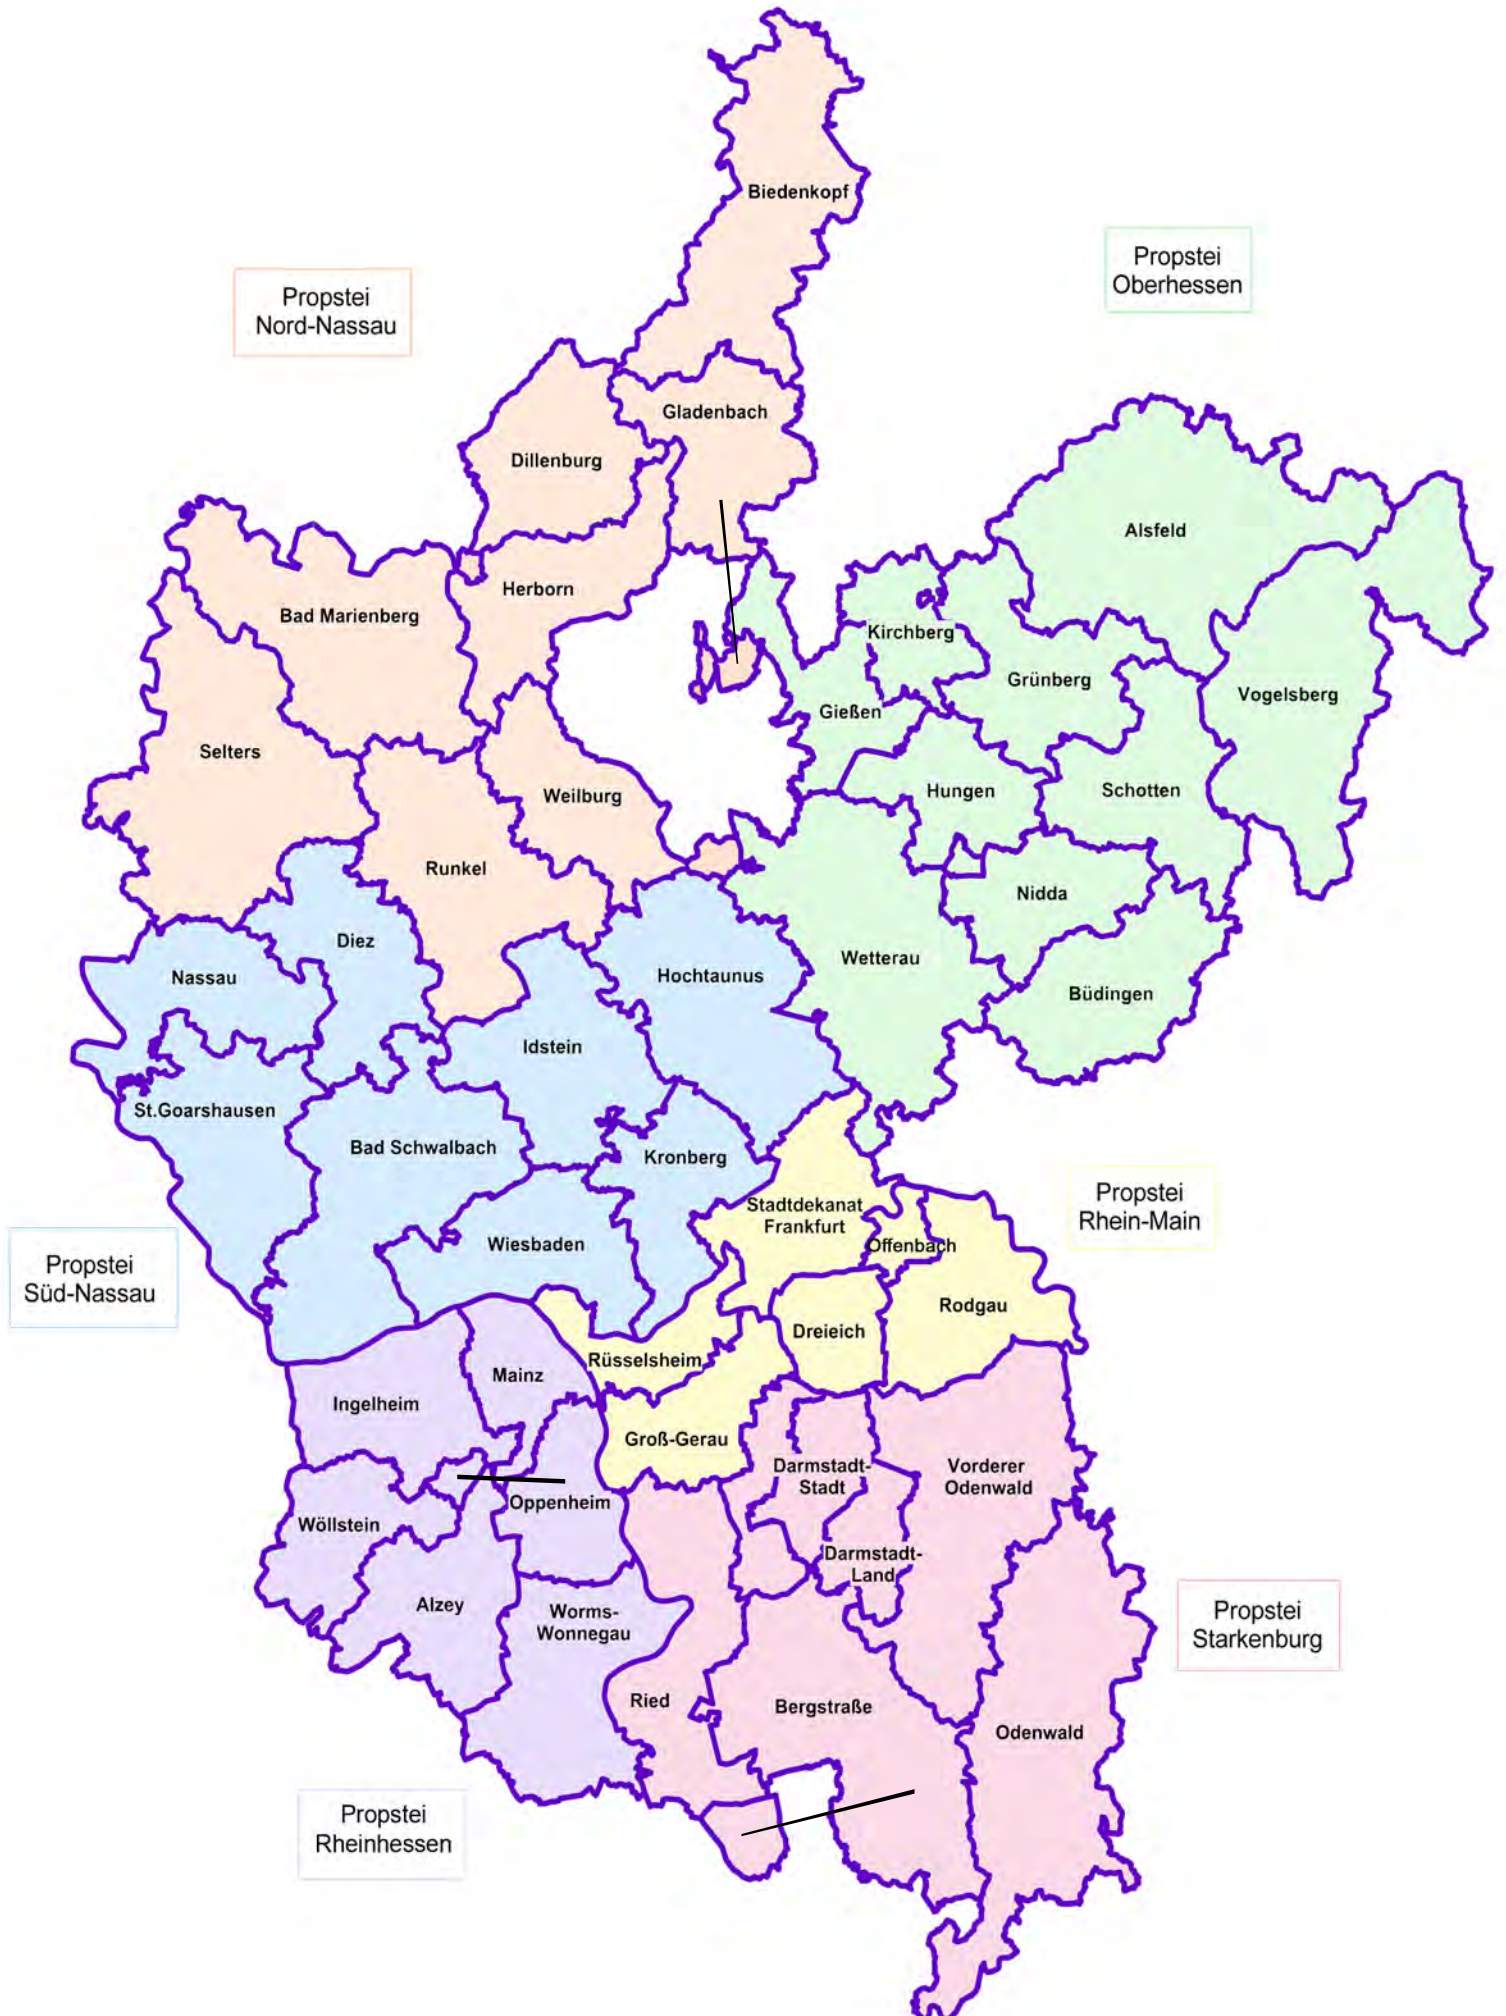 Biedenkopf
Propstei
Oberhessen
Propstei
Nord-Nassau
Gladenbach
Dillenburg
Alsfeld
Herborn
Bad Marienberg
Kirchberg
Grünberg
Vogelsberg
Gießen
Selters
Hungen
Schotten
Weilburg
Runkel
Nidda
Diez
Wetterau
Nassau
Hochtaunus
Büdingen
Idstein
St.Goarshausen
Bad Schwalbach
Kronberg
Propstei
Rhein-Main
Stadtdekanat
Frankfurt
Offenbach
Wiesbaden
Propstei
Süd-Nassau
Rodgau
Dreieich
Rüsselsheim
Mainz
Ingelheim
Groß-Gerau
Darmstadt-
Stadt
Vorderer
Odenwald
Oppenheim
Wöllstein
Darmstadt-
Land
Alzey
Worms-
Wonnegau
Propstei
Starkenburg
Ried
Bergstraße
Odenwald
Propstei
Rheinhessen